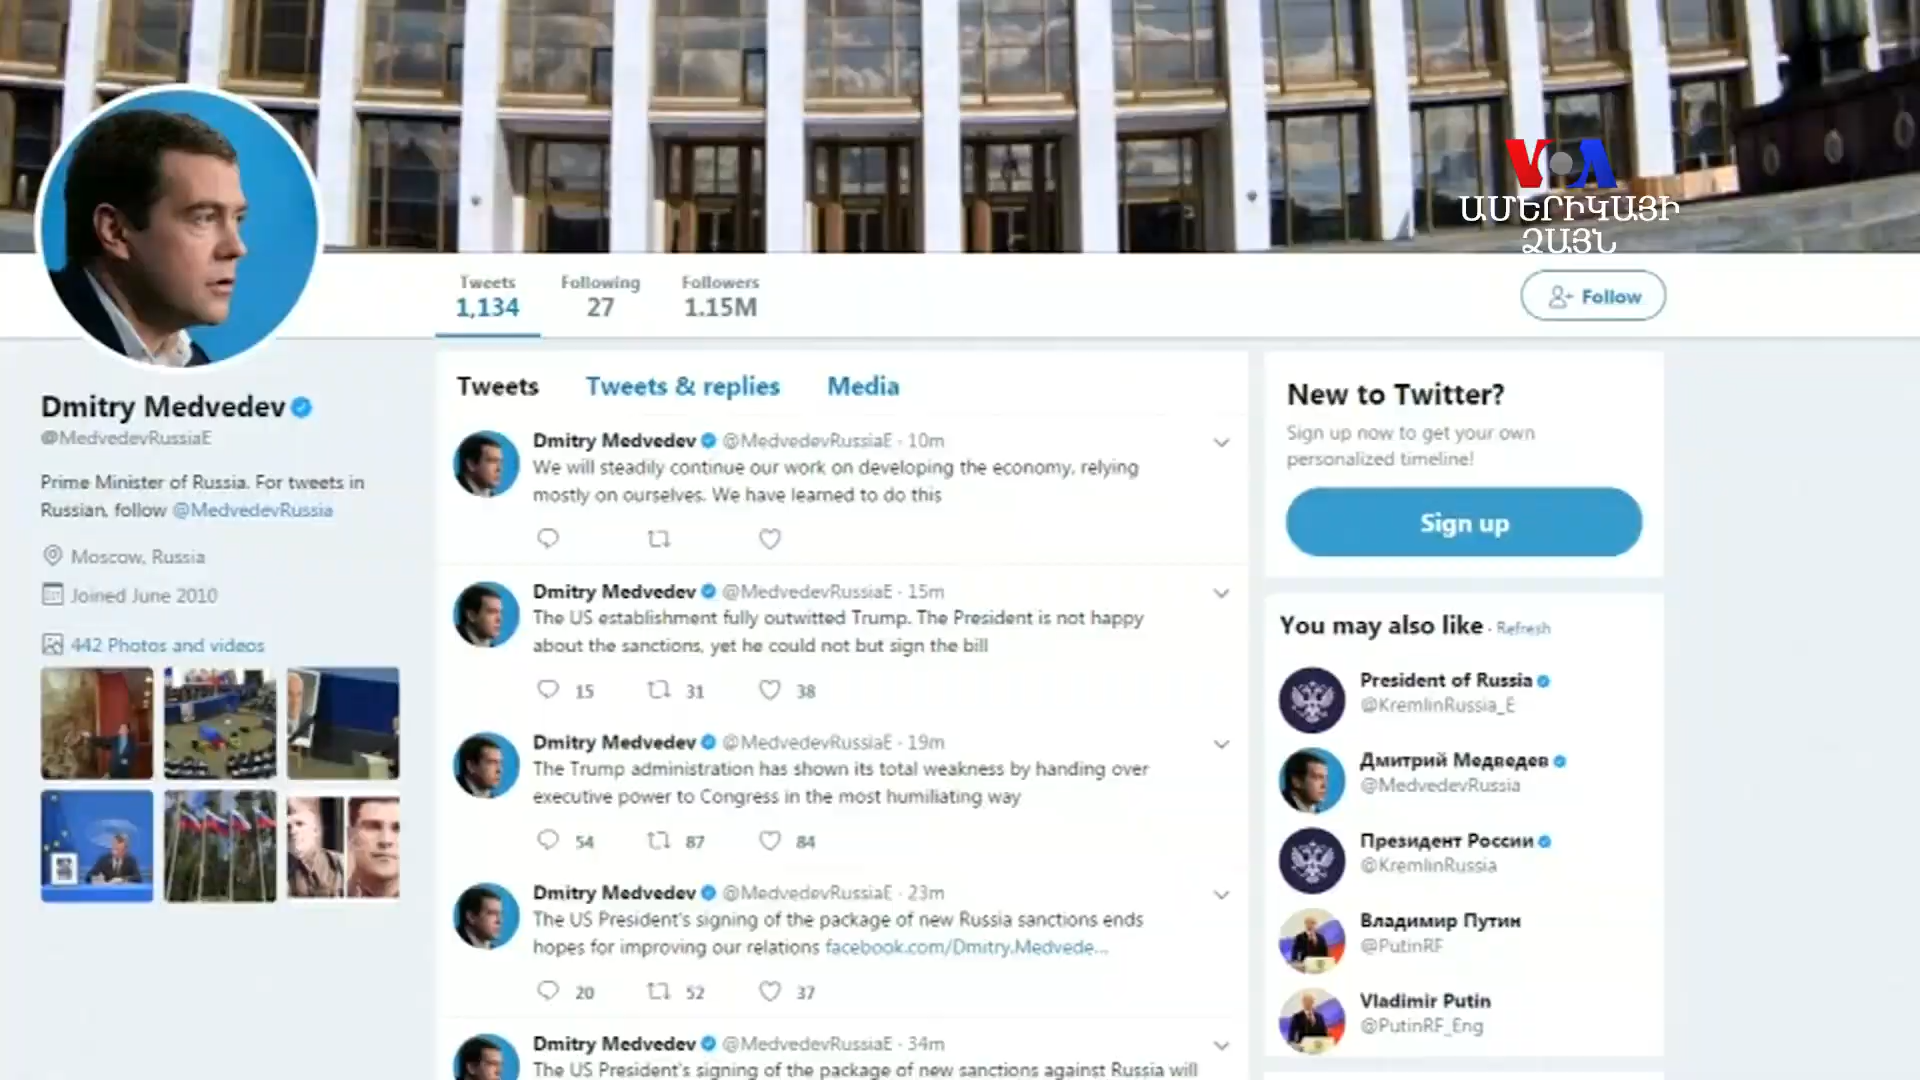 VOA
ԱՄԵՐԻԿԱՅԻ
ՁԱՅՆ
Tweets
1,134
Following
27
Followers
1.15M
Follow
Dmitry Medvedev
@MedvedevRussiaE
Prime Minister of Russia. For tweets in
Russian, follow @MedvedevRussia
Moscow, Russia
Joined June 2010
442 Photos and videos
Tweets Tweets & replies Media
Dmitry Medvedev @MedvedevRussiaE · 10m
We will steadily continue our work on developing the economy, relying
mostly on ourselves. We have learned to do this
Dmitry Medvedev @MedvedevRussiaE · 15m
The US establishment fully outwitted Trump. The President is not happy
about the sanctions, yet he could not but sign the bill
15 31 38
Dmitry Medvedev @MedvedevRussiaE · 19m
The Trump administration has shown its total weakness by handing over
executive power to Congress in the most humiliating way
54 87 84
Dmitry Medvedev @MedvedevRussiaE · 23m
The US President's signing of the package of new Russia sanctions ends
hopes for improving our relations facebook.com/Dmitry.Medvede...
20 52 37
Dmitry Medvedev @MedvedevRussiaE · 34m
The US President's signing of the package of new sanctions against Russia will
New to Twitter?
Sign up now to get your own
personalized timeline!
Sign up
You may also like · Refresh
President of Russia
@KremlinRussia_E
Дмитрий Медведев
@MedvedevRussia
Президент России
@KremlinRussia
Владимир Путин
@PutinRF
Vladimir Putin
@PutinRF_Eng